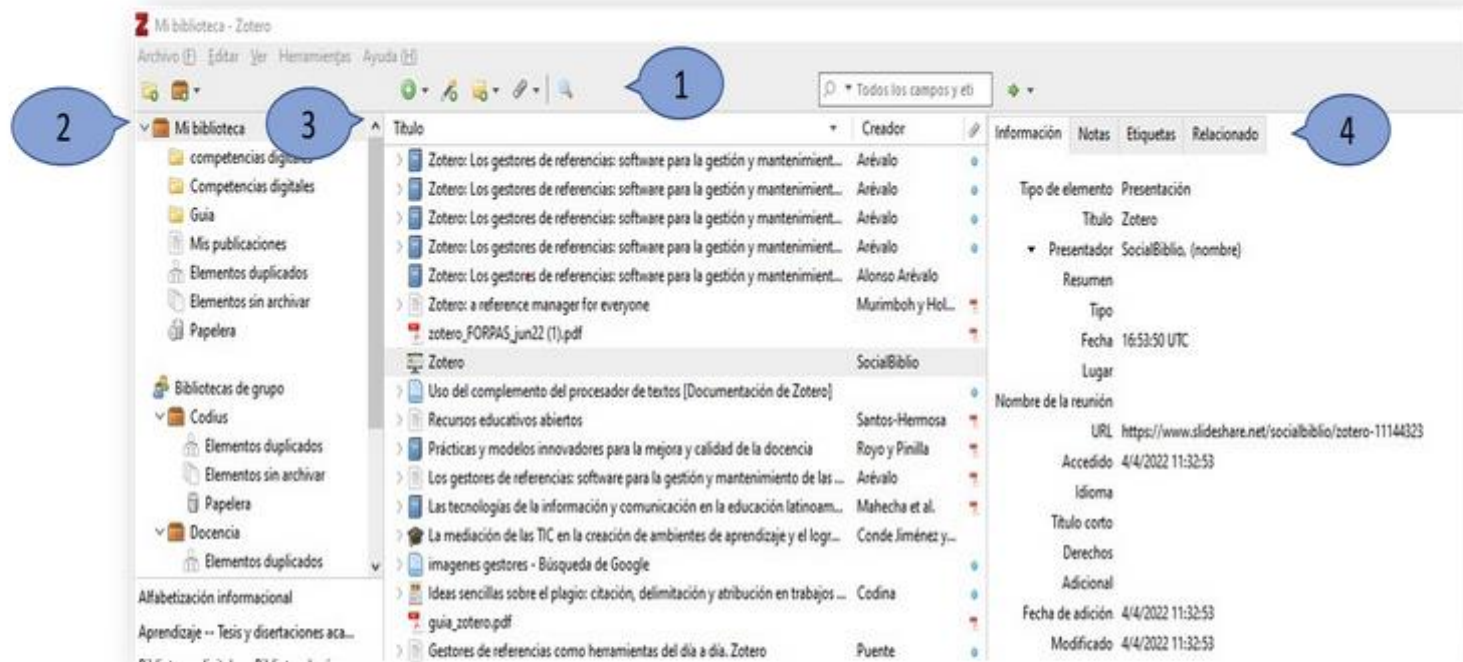 Mi biblioteca - Zotero
Archivo (F) Editar Ver Herramientas Ayuda (H)
Todos los campos y eti
1
2
3
4
Mi biblioteca
competencias digitales
Competencias digitales
Guia
Mis publicaciones
Elementos duplicados
Elementos sin archivar
Papelera
Bibliotecas de grupo
Codius
Elementos duplicados
Elementos sin archivar
Papelera
Docencia
Elementos duplicados
Alfabetización informacional
Aprendizaje -- Tesis y disertaciones aca...
Título Creador
Zotero: Los gestores de referencias: software para la gestión y mantenimient... Arévalo
Zotero: Los gestores de referencias: software para la gestión y mantenimient... Arévalo
Zotero: Los gestores de referencias: software para la gestión y mantenimient... Arévalo
Zotero: Los gestores de referencias: software para la gestión y mantenimient... Arévalo
Zotero: Los gestores de referencias: software para la gestión y mantenimient... Alonso Arévalo
Zotero: a reference manager for everyone Murimboh y Hol...
zotero_FORPAS_jun22 (1).pdf
Zotero SocialBiblio
Uso del complemento del procesador de textos [Documentación de Zotero]
Recursos educativos abiertos Santos-Hermosa
Prácticas y modelos innovadores para la mejora y calidad de la docencia Royo y Pinilla
Los gestores de referencias: software para la gestión y mantenimiento de las ... Arévalo
Las tecnologías de la información y comunicación en la educación latinoam... Mahecha et al.
La mediación de las TIC en la creación de ambientes de aprendizaje y el logr... Conde Jiménez y...
imagenes gestores - Búsqueda de Google
Ideas sencillas sobre el plagio: citación, delimitación y atribución en trabajos ... Codina
guia_zotero.pdf
Gestores de referencias como herramientas del día a día. Zotero Puente
Información Notas Etiquetas Relacionado
Tipo de elemento Presentación
Título Zotero
Presentador SocialBiblio, (nombre)
Resumen
Tipo
Fecha 16:53:50 UTC
Lugar
Nombre de la reunión
URL https://www.slideshare.net/socialbiblio/zotero-11144323
Accedido 4/4/2022 11:32:53
Idioma
Título corto
Derechos
Adicional
Fecha de adición 4/4/2022 11:32:53
Modificado 4/4/2022 11:32:53